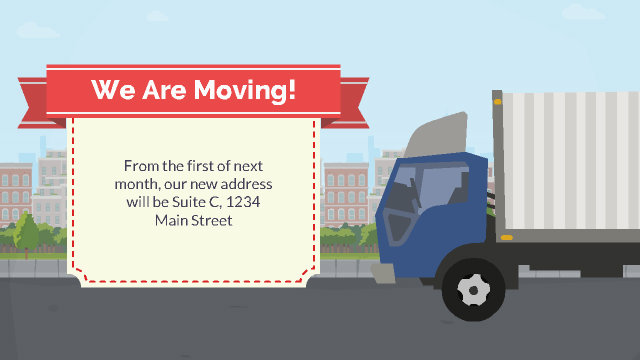 We Are Moving!
From the first of next
month, our new address
will be Suite C, 1234
Main Street